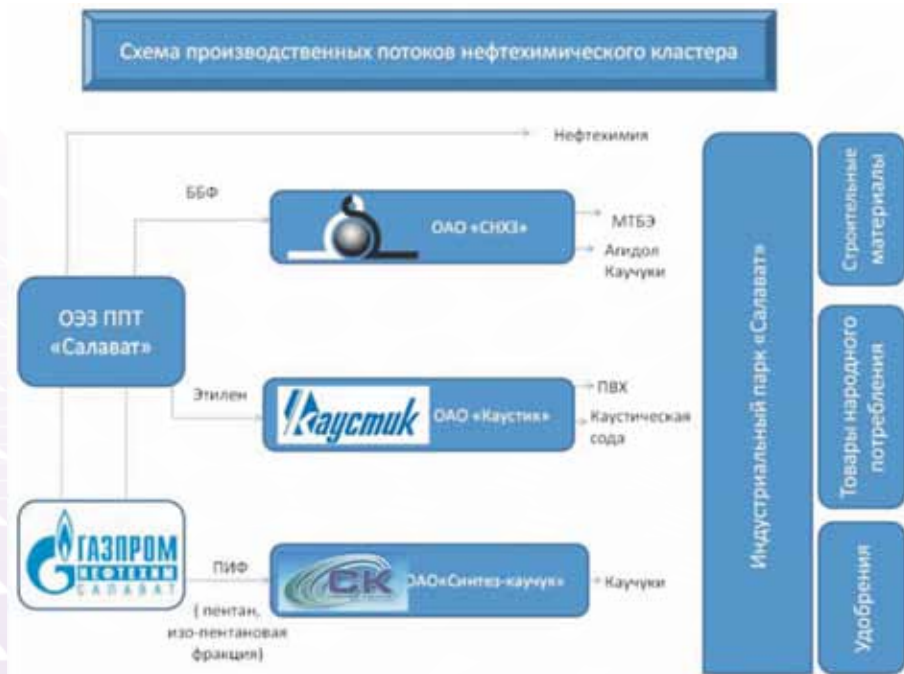 Схема производственных потоков нефтехимического кластера
Нефтехимия
ББФ
ОАО «СНХЗ»
МТБЭ
Агидол
Каучуки
ОЭЗ ППТ
«Салават»
Этилен
Каустик
ОАО «Каустик»
ПВХ
Каустическая
сода
ГАЗПРОМ
НЕФТЕХИМ
САЛАВАТ
ПИФ
( пентан,
изо-пентановая
фракция)
СК
ОАО«Синтез-каучук»
Каучуки
Индустриальный парк «Салават»
Строительные
материалы
Товары народного
потребления
Удобрения